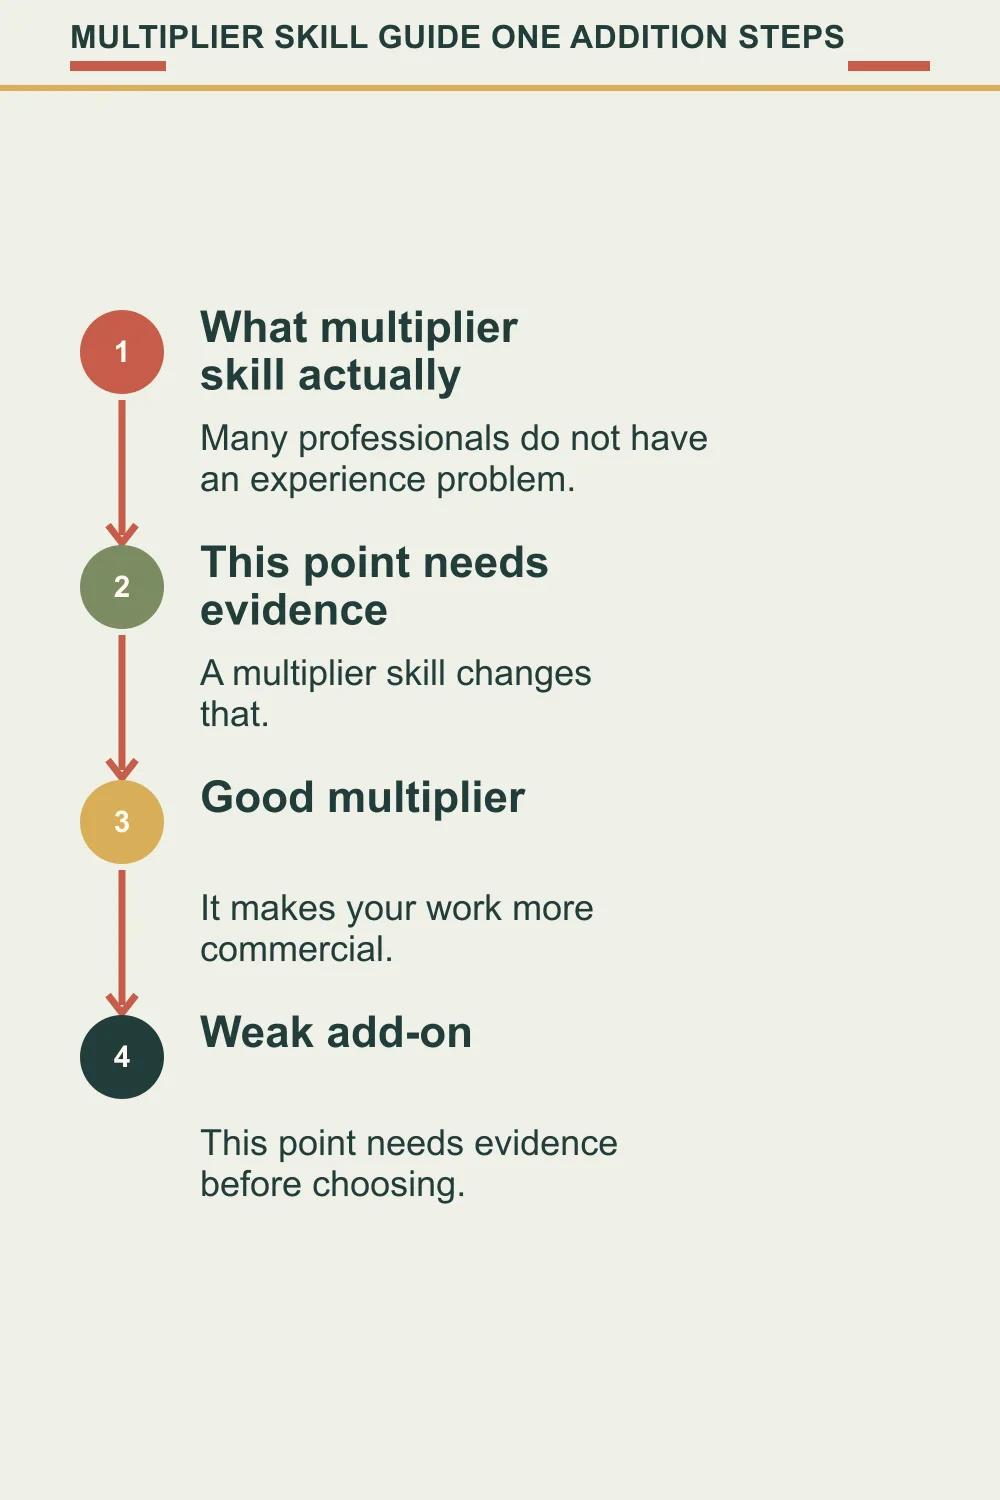 MULTIPLIER SKILL GUIDE ONE ADDITION STEPS
1
What multiplier
skill actually
Many professionals do not have
an experience problem.
2
This point needs
evidence
A multiplier skill changes
that.
3
Good multiplier
It makes your work more
commercial.
4
Weak add-on
This point needs evidence
before choosing.